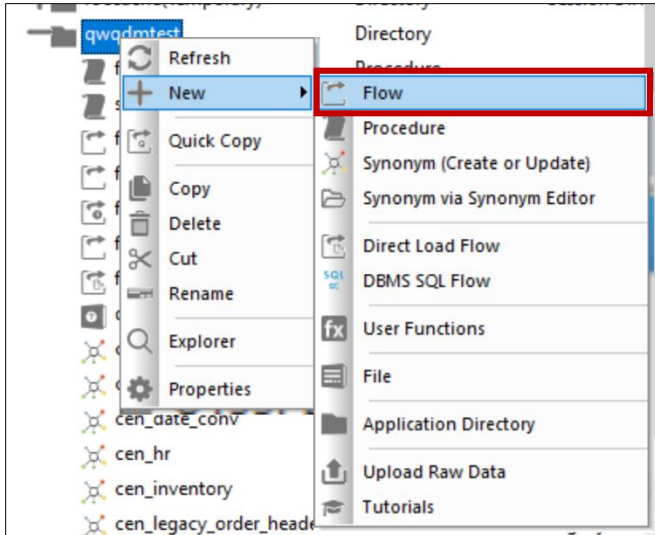 Directory
qwqdmtest Directory
Refresh
New
Quick Copy
Copy
Delete
Cut
Rename
Explorer
Properties
Flow
Procedure
Synonym (Create or Update)
Synonym via Synonym Editor
Direct Load Flow
DBMS SQL Flow
User Functions
File
Application Directory
Upload Raw Data
Tutorials
cen_date_conv
cen_hr
cen_inventory
cen_legacy_order_heade